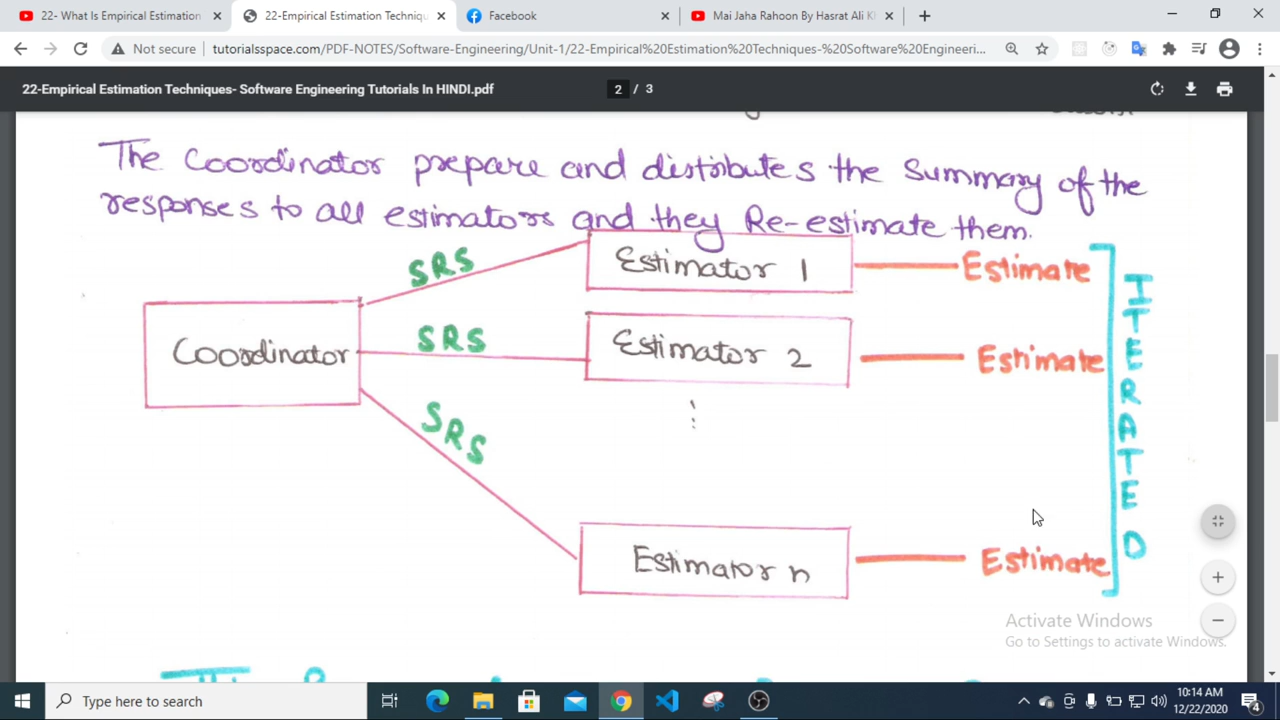 22- What Is Empirical Estimation
22-Empirical Estimation Techniqu
Facebook
Mai Jaha Rahoon By Hasrat Ali K
Not secure
tutorialsspace.com/PDF-NOTES/Software-Engineering/Unit-1/22-Empirical%20Estimation%20Techniques-%20Software%20Engineeri...
22-Empirical Estimation Techniques- Software Engineering Tutorials In HINDI.pdf
2 / 3
The Coordinator prepare and distributes the Summary of the
responses to all estimators and they Re-estimate them.
SRS
Estimator 1
Estimate
Coordinator
SRS
Estimator 2
Estimate
SRS
Estimator n
Estimate
ITERATED
Activate Windows
Go to Settings to activate Windows.
Type here to search
10:14 AM
12/22/2020
4